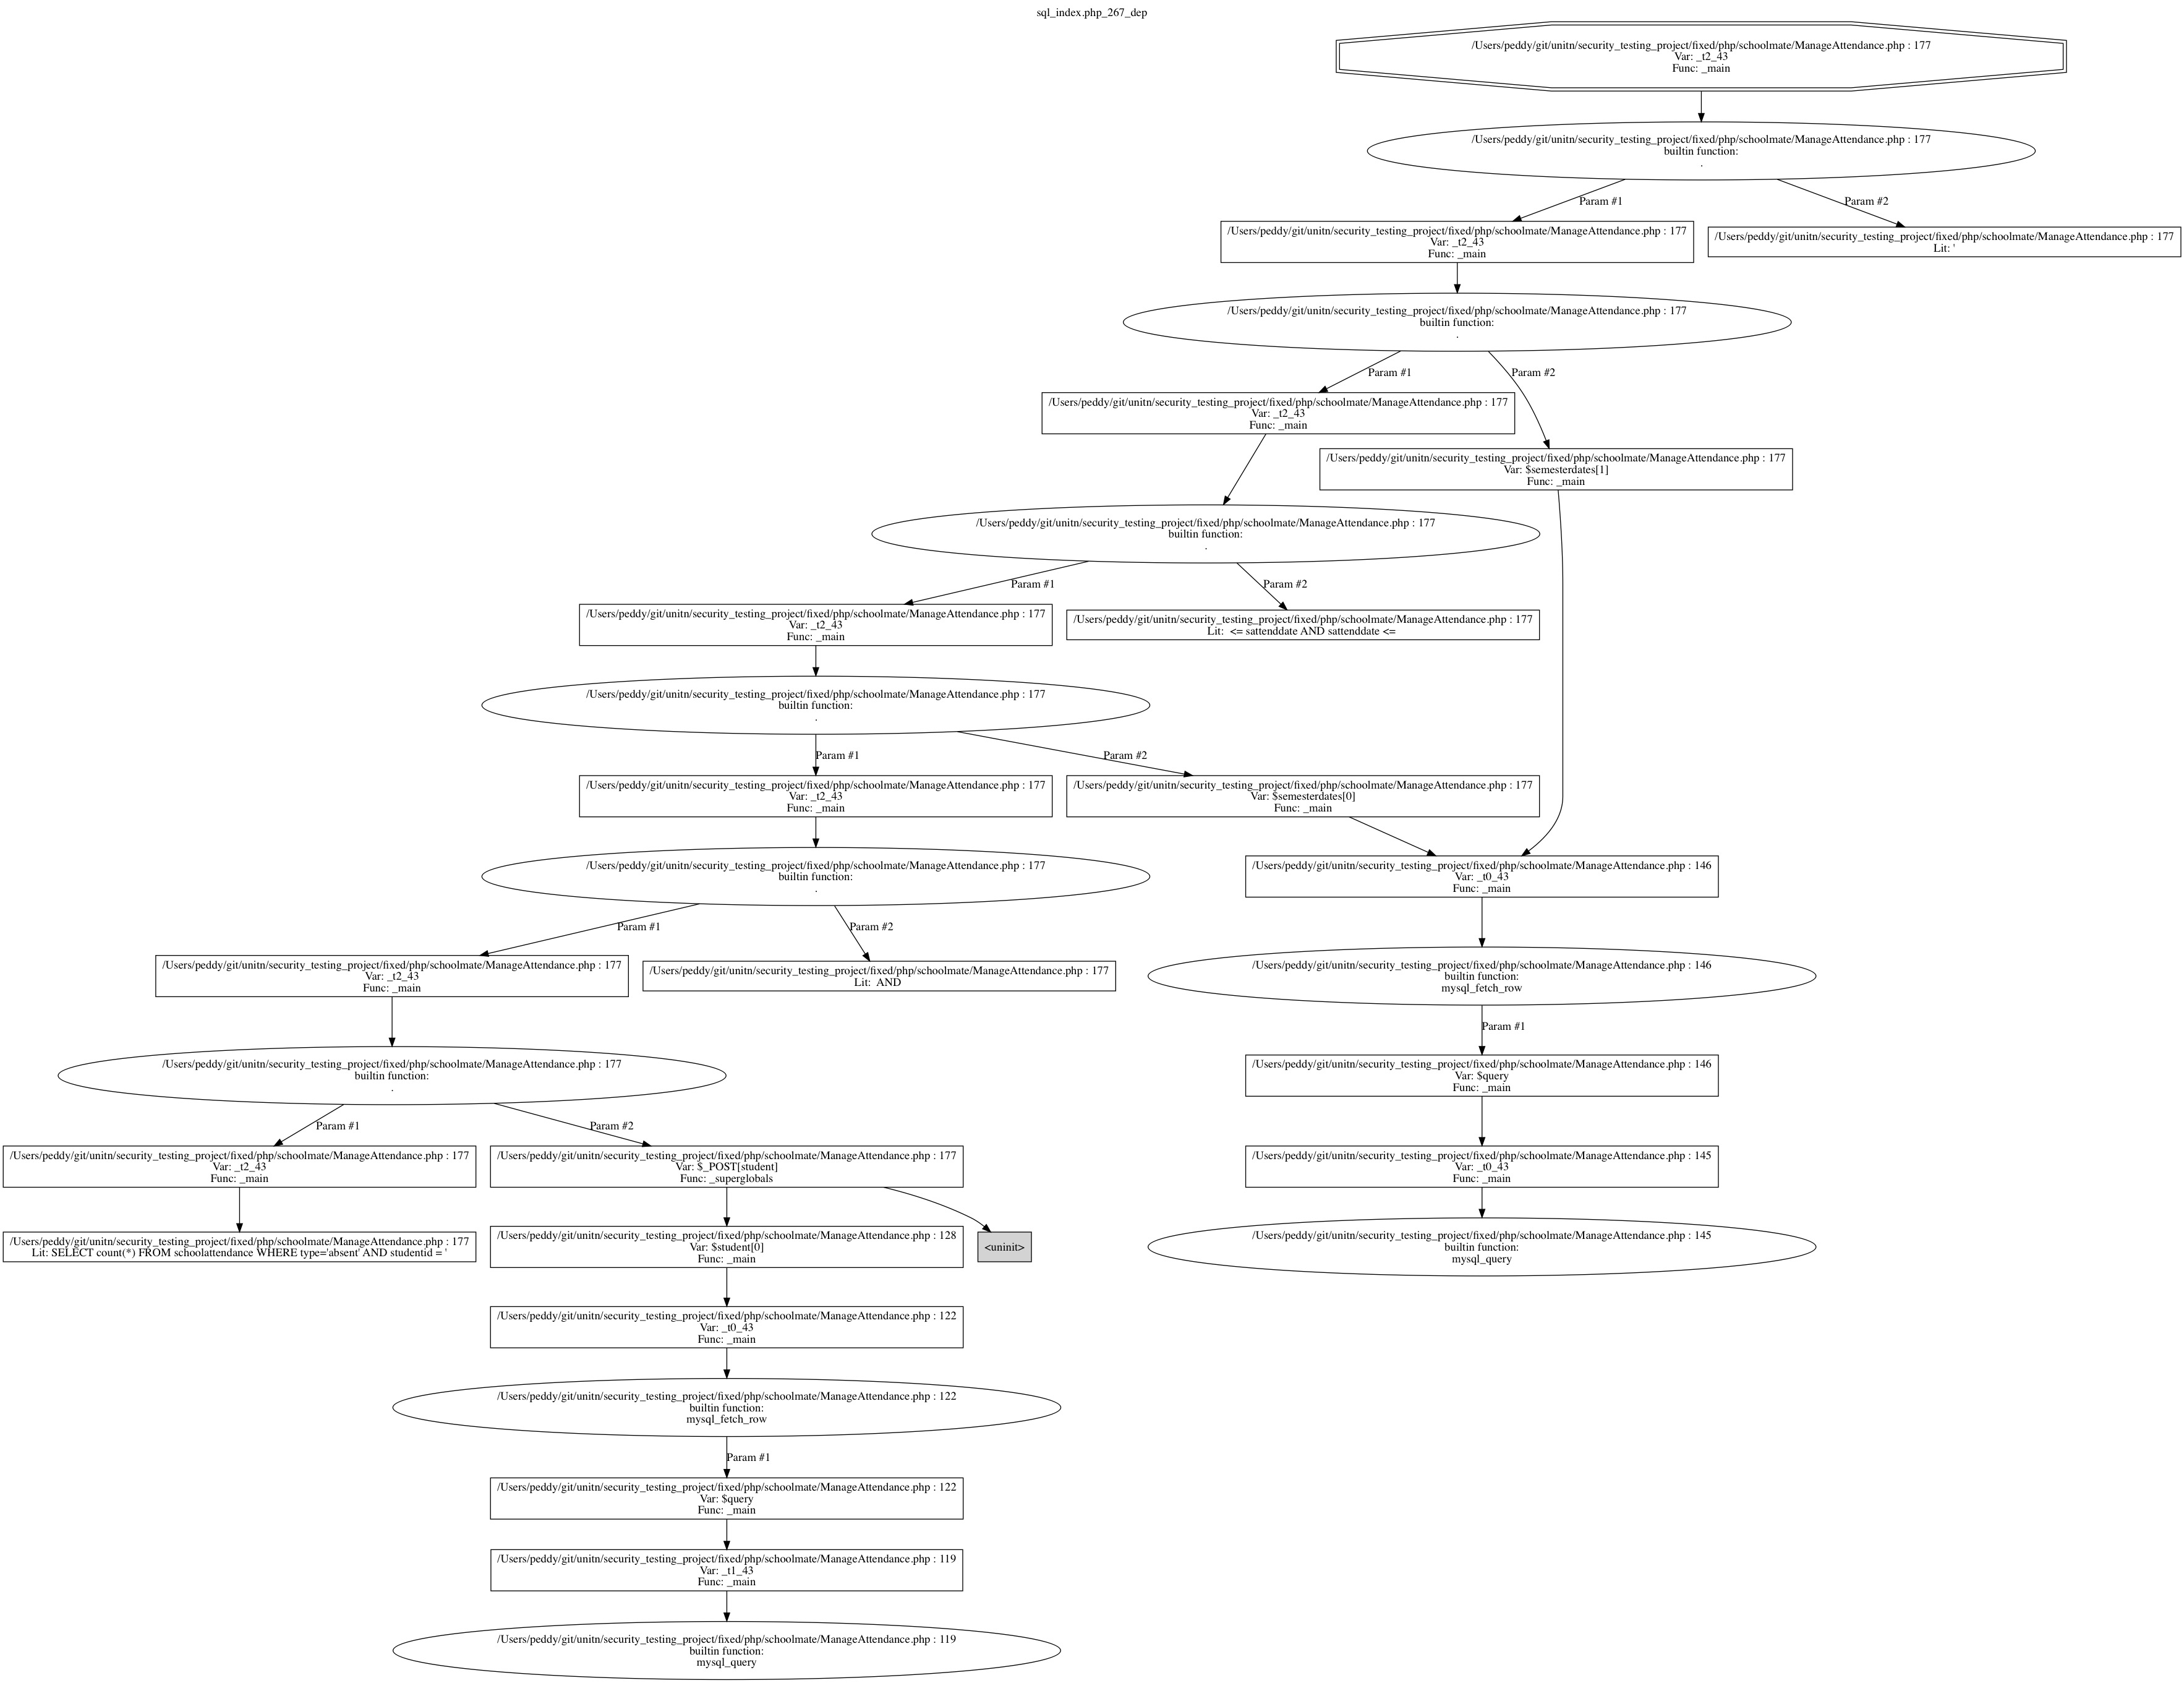 sql_index.php_267_dep
/Users/peddy/git/unitn/security_testing_project/fixed/php/schoolmate/ManageAttendance.php : 177
Var: _t2_43
Func: _main
/Users/peddy/git/unitn/security_testing_project/fixed/php/schoolmate/ManageAttendance.php : 177
builtin function:
.
Param #1
Param #2
/Users/peddy/git/unitn/security_testing_project/fixed/php/schoolmate/ManageAttendance.php : 177
Var: _t2_43
Func: _main
/Users/peddy/git/unitn/security_testing_project/fixed/php/schoolmate/ManageAttendance.php : 177
Lit: '
/Users/peddy/git/unitn/security_testing_project/fixed/php/schoolmate/ManageAttendance.php : 177
builtin function:
.
Param #1
Param #2
/Users/peddy/git/unitn/security_testing_project/fixed/php/schoolmate/ManageAttendance.php : 177
Var: _t2_43
Func: _main
/Users/peddy/git/unitn/security_testing_project/fixed/php/schoolmate/ManageAttendance.php : 177
Var: $semesterdates[1]
Func: _main
/Users/peddy/git/unitn/security_testing_project/fixed/php/schoolmate/ManageAttendance.php : 177
builtin function:
.
Param #1
Param #2
/Users/peddy/git/unitn/security_testing_project/fixed/php/schoolmate/ManageAttendance.php : 177
Var: _t2_43
Func: _main
/Users/peddy/git/unitn/security_testing_project/fixed/php/schoolmate/ManageAttendance.php : 177
Lit:  <= sattenddate AND sattenddate <=
/Users/peddy/git/unitn/security_testing_project/fixed/php/schoolmate/ManageAttendance.php : 177
builtin function:
.
Param #1
Param #2
/Users/peddy/git/unitn/security_testing_project/fixed/php/schoolmate/ManageAttendance.php : 177
Var: _t2_43
Func: _main
/Users/peddy/git/unitn/security_testing_project/fixed/php/schoolmate/ManageAttendance.php : 177
Var: $semesterdates[0]
Func: _main
/Users/peddy/git/unitn/security_testing_project/fixed/php/schoolmate/ManageAttendance.php : 177
builtin function:
.
/Users/peddy/git/unitn/security_testing_project/fixed/php/schoolmate/ManageAttendance.php : 146
Var: _t0_43
Func: _main
Param #1
Param #2
/Users/peddy/git/unitn/security_testing_project/fixed/php/schoolmate/ManageAttendance.php : 177
Var: _t2_43
Func: _main
/Users/peddy/git/unitn/security_testing_project/fixed/php/schoolmate/ManageAttendance.php : 177
Lit:  AND
/Users/peddy/git/unitn/security_testing_project/fixed/php/schoolmate/ManageAttendance.php : 146
builtin function:
mysql_fetch_row
Param #1
/Users/peddy/git/unitn/security_testing_project/fixed/php/schoolmate/ManageAttendance.php : 177
builtin function:
.
/Users/peddy/git/unitn/security_testing_project/fixed/php/schoolmate/ManageAttendance.php : 146
Var: $query
Func: _main
Param #1
Param #2
/Users/peddy/git/unitn/security_testing_project/fixed/php/schoolmate/ManageAttendance.php : 177
Var: _t2_43
Func: _main
/Users/peddy/git/unitn/security_testing_project/fixed/php/schoolmate/ManageAttendance.php : 177
Var: $_POST[student]
Func: _superglobals
/Users/peddy/git/unitn/security_testing_project/fixed/php/schoolmate/ManageAttendance.php : 145
Var: _t0_43
Func: _main
/Users/peddy/git/unitn/security_testing_project/fixed/php/schoolmate/ManageAttendance.php : 177
Lit: SELECT count(*) FROM schoolattendance WHERE type='absent' AND studentid = '
/Users/peddy/git/unitn/security_testing_project/fixed/php/schoolmate/ManageAttendance.php : 128
Var: $student[0]
Func: _main
<uninit>
/Users/peddy/git/unitn/security_testing_project/fixed/php/schoolmate/ManageAttendance.php : 145
builtin function:
mysql_query
/Users/peddy/git/unitn/security_testing_project/fixed/php/schoolmate/ManageAttendance.php : 122
Var: _t0_43
Func: _main
/Users/peddy/git/unitn/security_testing_project/fixed/php/schoolmate/ManageAttendance.php : 122
builtin function:
mysql_fetch_row
Param #1
/Users/peddy/git/unitn/security_testing_project/fixed/php/schoolmate/ManageAttendance.php : 122
Var: $query
Func: _main
/Users/peddy/git/unitn/security_testing_project/fixed/php/schoolmate/ManageAttendance.php : 119
Var: _t1_43
Func: _main
/Users/peddy/git/unitn/security_testing_project/fixed/php/schoolmate/ManageAttendance.php : 119
builtin function:
mysql_query